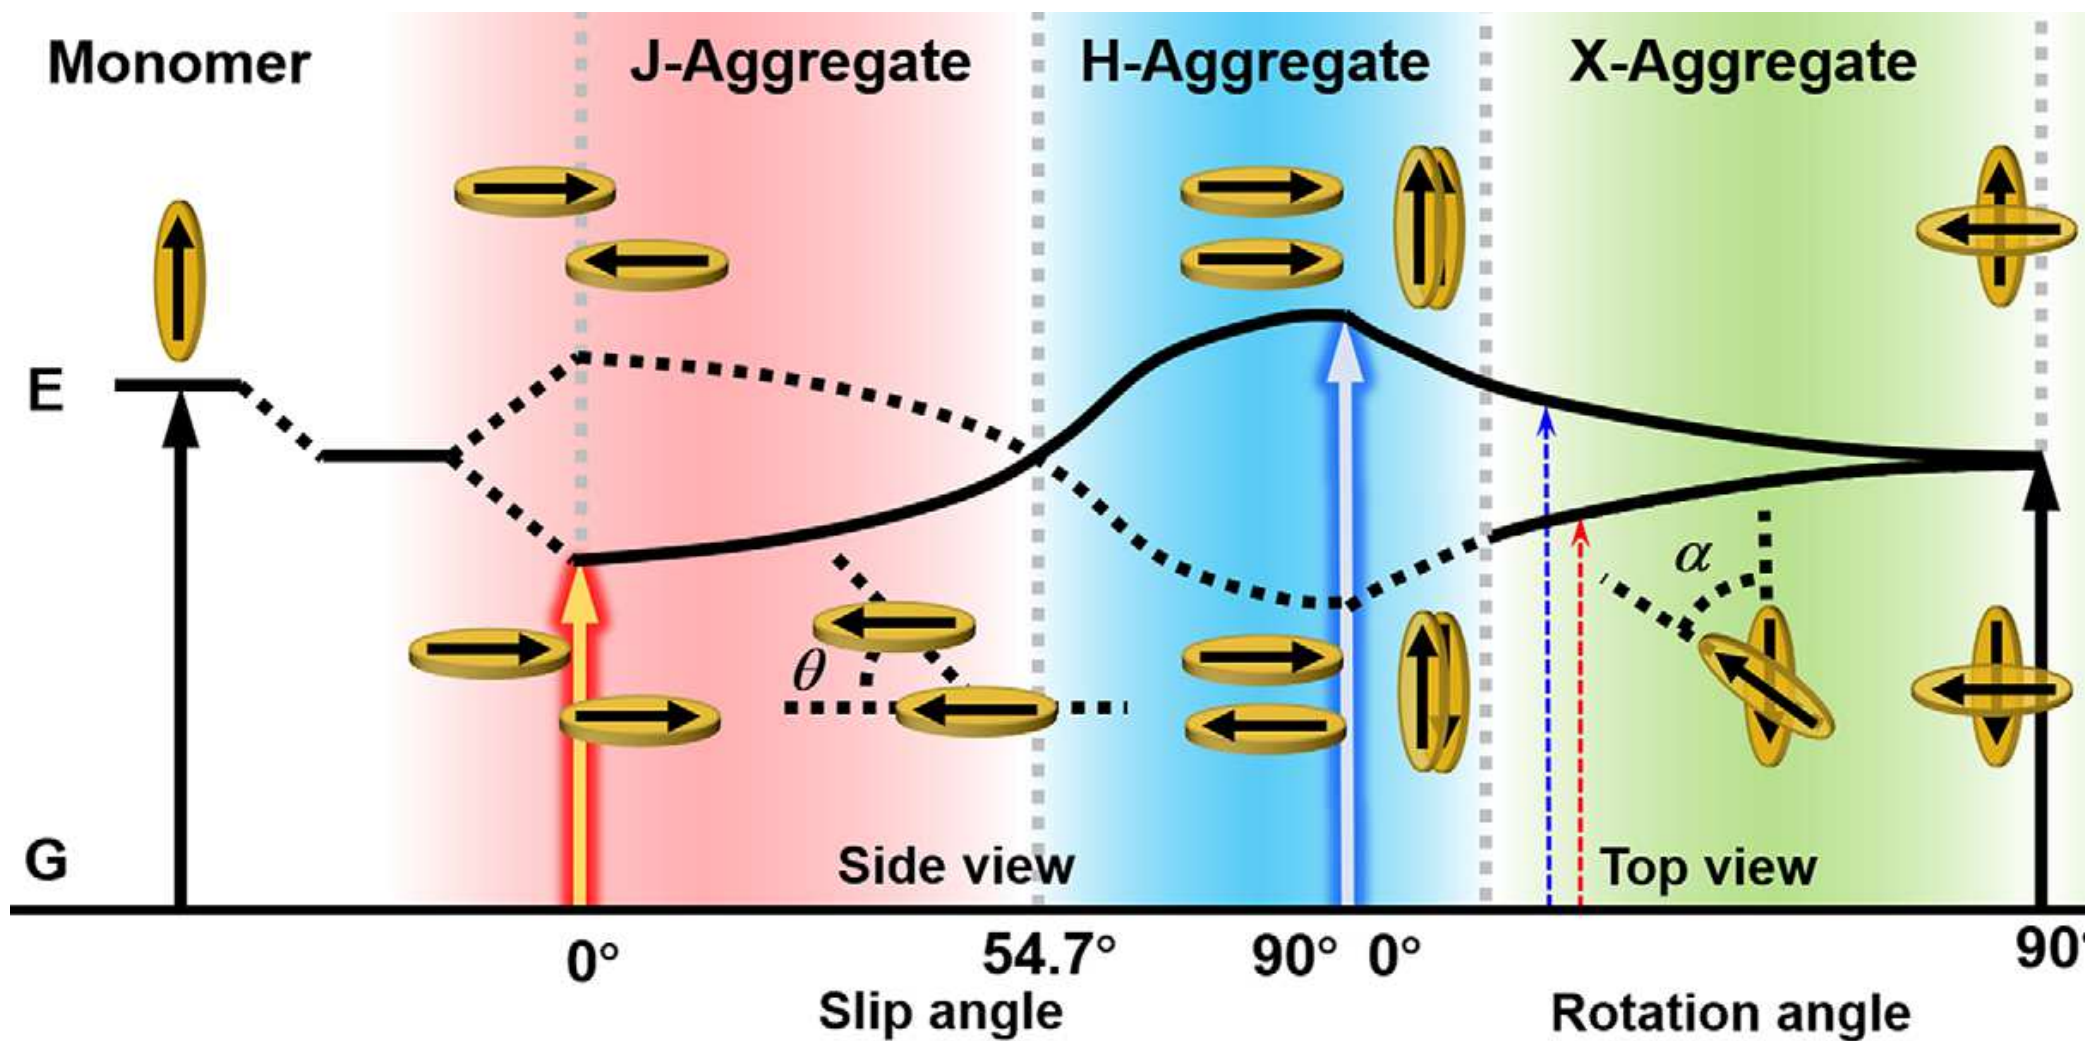 Monomer
J-Aggregate
H-Aggregate
X-Aggregate
E
α
θ
G
Side view
Top view
0°
54.7°
90°
0°
90°
Slip angle
Rotation angle